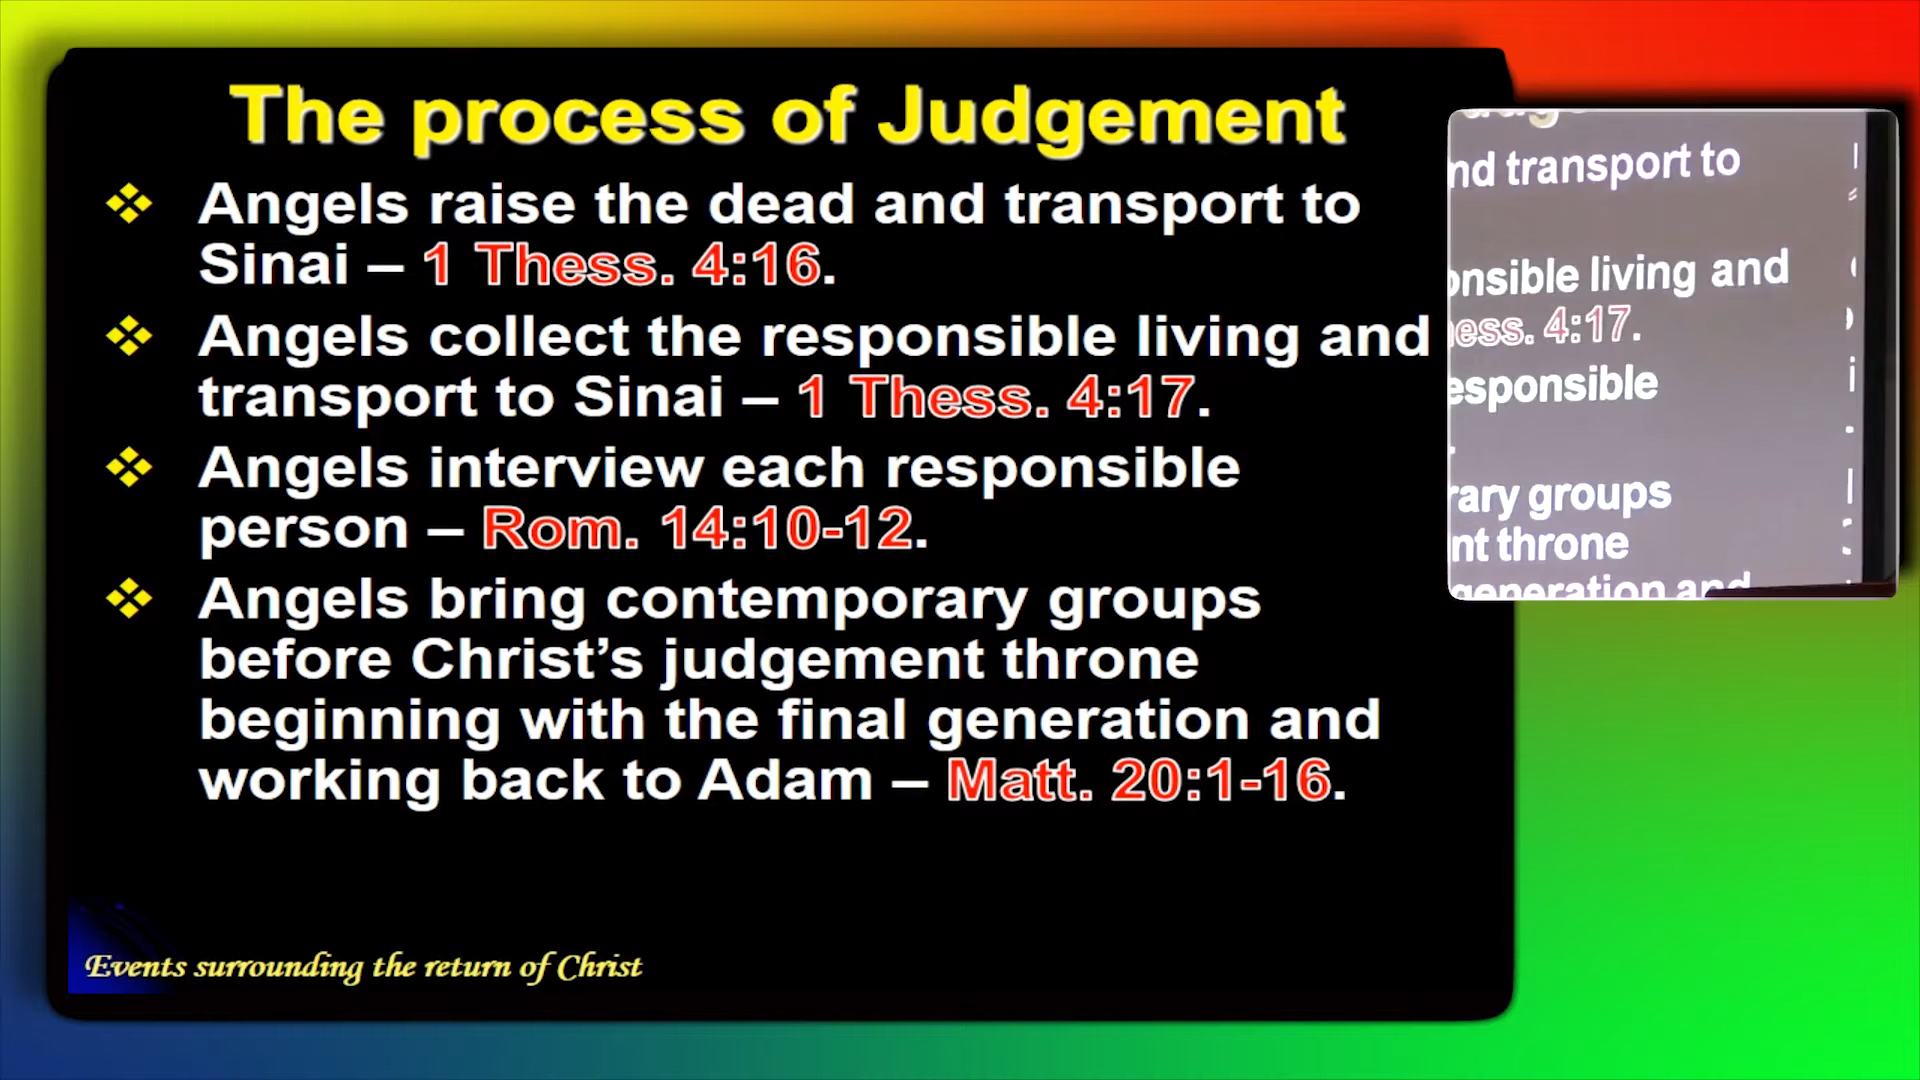 The process of Judgement
❖ Angels raise the dead and transport to
Sinai – 1 Thess. 4:16.
❖ Angels collect the responsible living and
transport to Sinai – 1 Thess. 4:17.
❖ Angels interview each responsible
person – Rom. 14:10-12.
❖ Angels bring contemporary groups
before Christ’s judgement throne
beginning with the final generation and
working back to Adam – Matt. 20:1-16.
Events surrounding the return of Christ
nd transport to
onsible living and
ess. 4:17.
esponsible
rary groups
nt throne
generation and